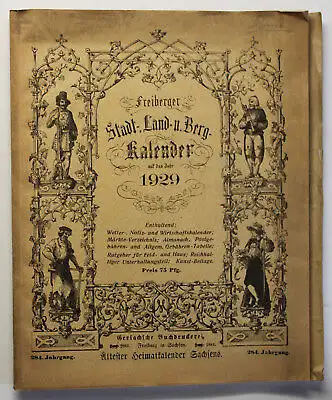 Freiberger
Stadt-, Land- u. Berg-
Kalender
auf das Jahr
1929
Enthaltend:
Wetter-, Notiz- und Wirtschaftskalender;
Märkte-Verzeichnis; Almanach, Postge-
bühren- und Allgem. Gebühren-Tabelle;
Ratgeber für Feld- und Haus; Reichhal-
tiger Unterhaltungsteil; Kunst-Beilage.
Preis 75 Pfg.
Gerlachsche Buchdruckerei,
Freiberg in Sachsen.
284. Jahrgang. Ältester Heimatkalender Sachsens. 284. Jahrgang.